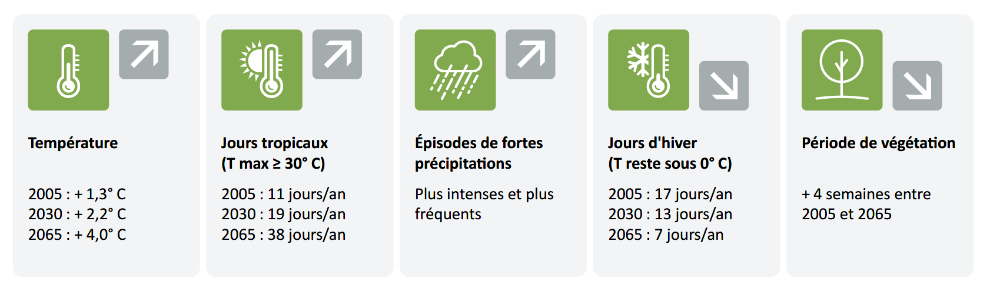 Température
2005 : + 1,3° C
2030 : + 2,2° C
2065 : + 4,0° C
Jours tropicaux
(T max ≥ 30° C)
2005 : 11 jours/an
2030 : 19 jours/an
2065 : 38 jours/an
Épisodes de fortes
précipitations
Plus intenses et plus
fréquents
Jours d'hiver
(T reste sous 0° C)
2005 : 17 jours/an
2030 : 13 jours/an
2065 : 7 jours/an
Période de végétation
+ 4 semaines entre
2005 et 2065